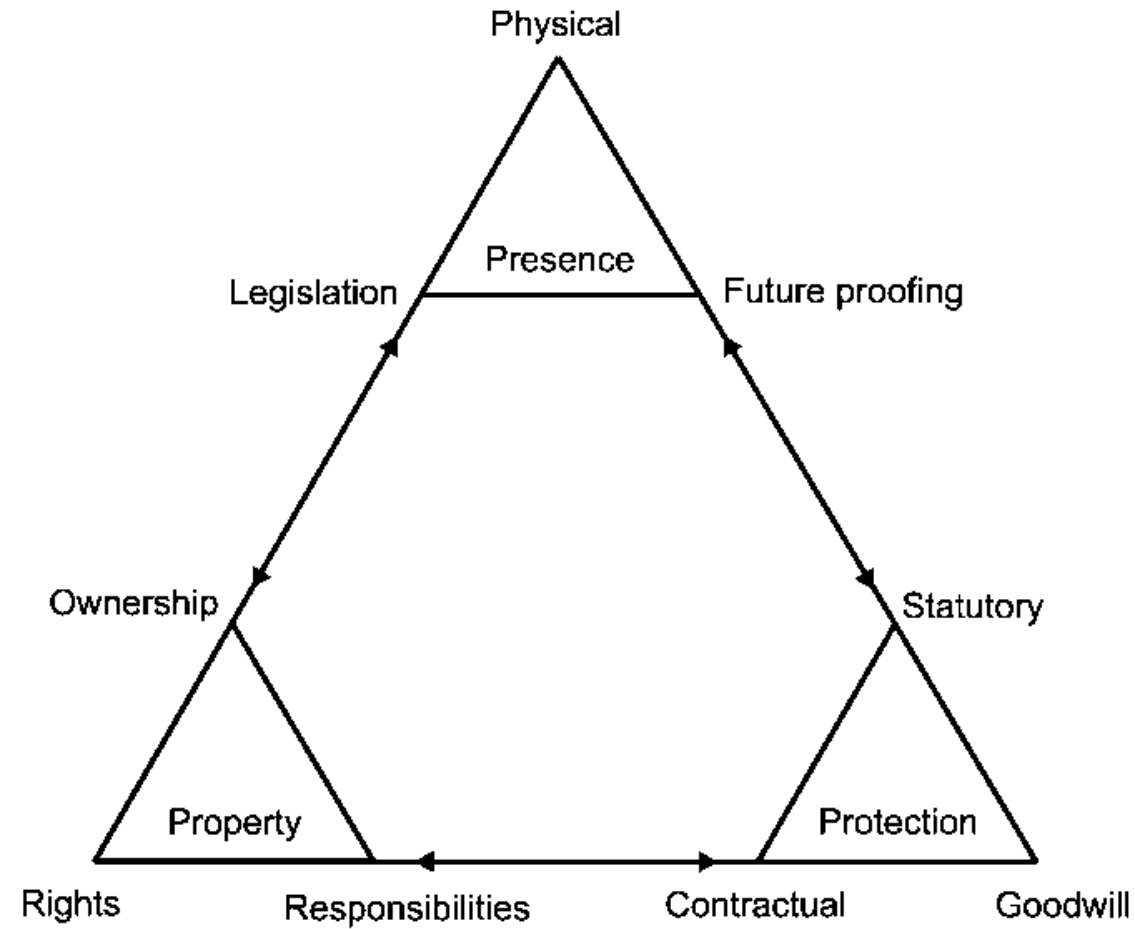 Physical
Presence
Legislation
Future proofing
Ownership
Statutory
Property
Protection
Rights
Responsibilities
Contractual
Goodwill